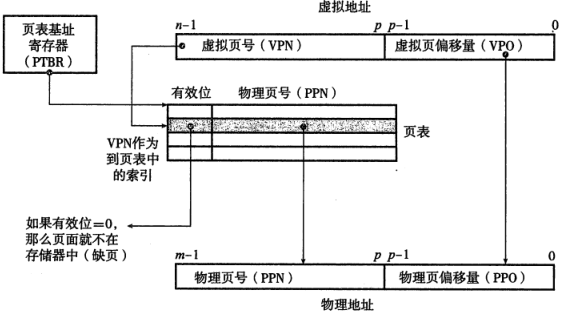 虚拟地址
n-1 p p-1 0
页表基址
寄存器
（PTBR）
虚拟页号（VPN） 虚拟页偏移量（VPO）
有效位 物理页号（PPN）
页表
VPN作为
到页表中
的索引
如果有效位=0，
那么页面就不在
存储器中（缺页）
m-1 p p-1 0
物理页号（PPN） 物理页偏移量（PPO）
物理地址